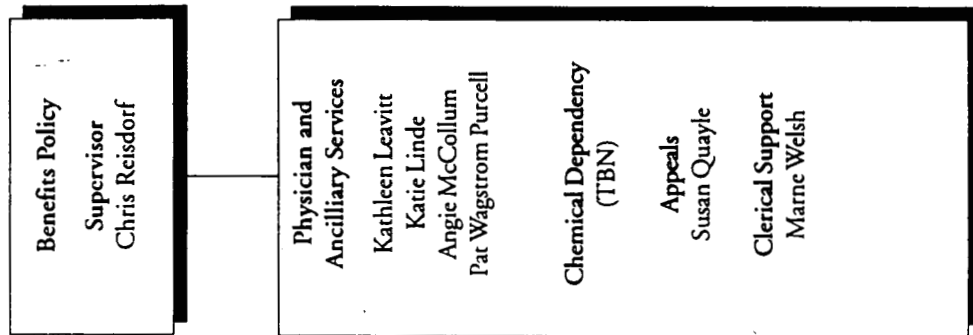 Benefits Policy
Supervisor
Chris Reisdorf
Physician and
Ancilliary Services
Kathleen Leavitt
Katie Linde
Angie McCollum
Pat Wagstrom Purcell
Chemical Dependency
(TBN)
Appeals
Susan Quayle
Clerical Support
Marne Welsh